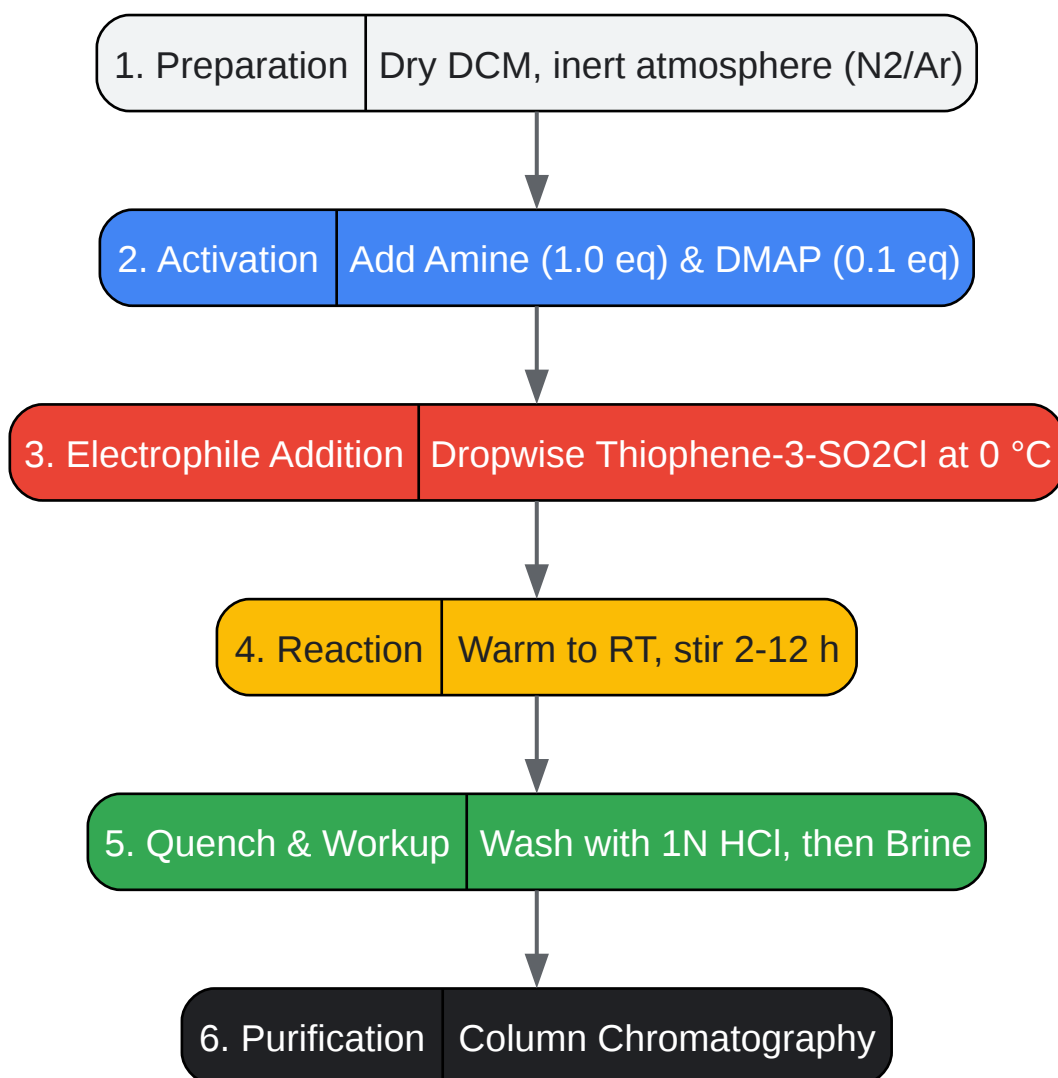 1. Preparation Dry DCM, inert atmosphere (N2/Ar)
2. Activation Add Amine (1.0 eq) & DMAP (0.1 eq)
3. Electrophile Addition Dropwise Thiophene-3-SO2Cl at 0 °C
4. Reaction Warm to RT, stir 2-12 h
5. Quench & Workup Wash with 1N HCl, then Brine
6. Purification Column Chromatography